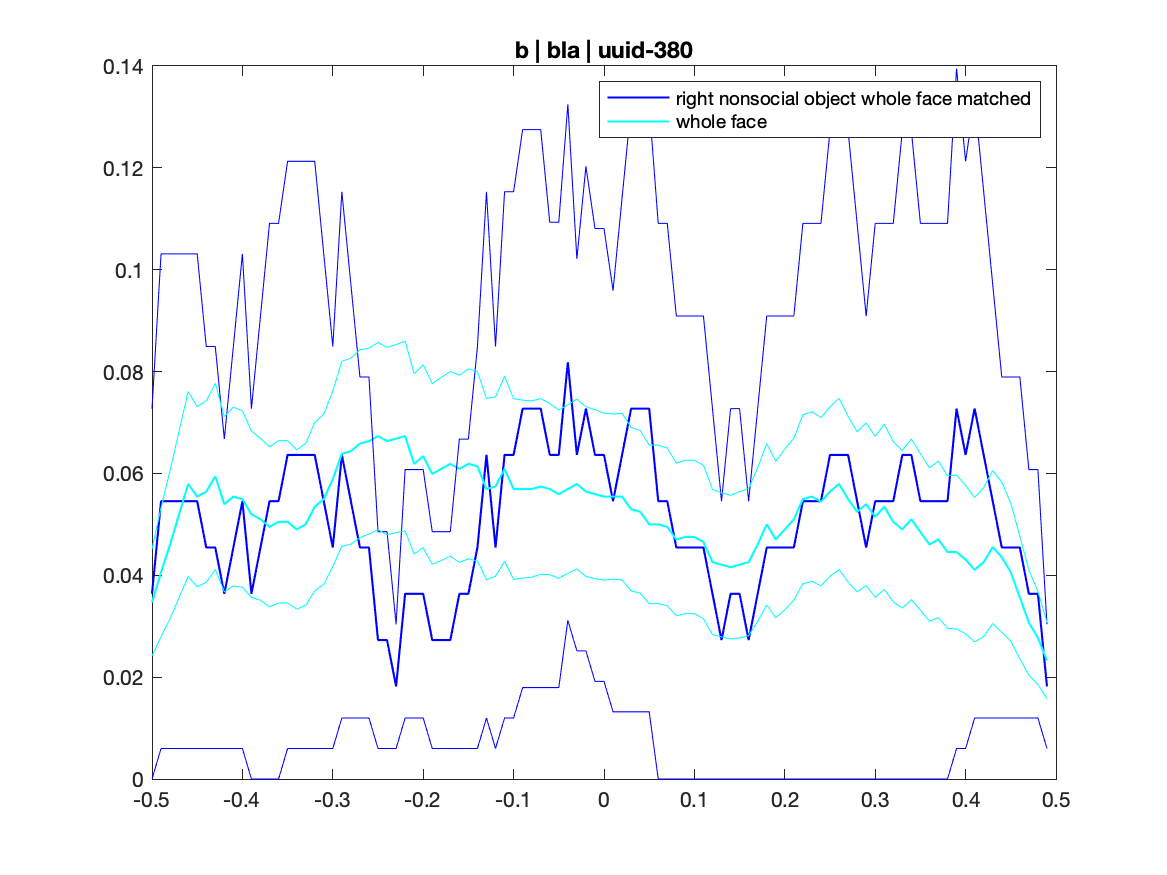 b | bla | uuid-380
right nonsocial object whole face matched
whole face
0.14
0.12
0.1
0.08
0.06
0.04
0.02
0
-0.5 -0.4 -0.3 -0.2 -0.1 0 0.1 0.2 0.3 0.4 0.5